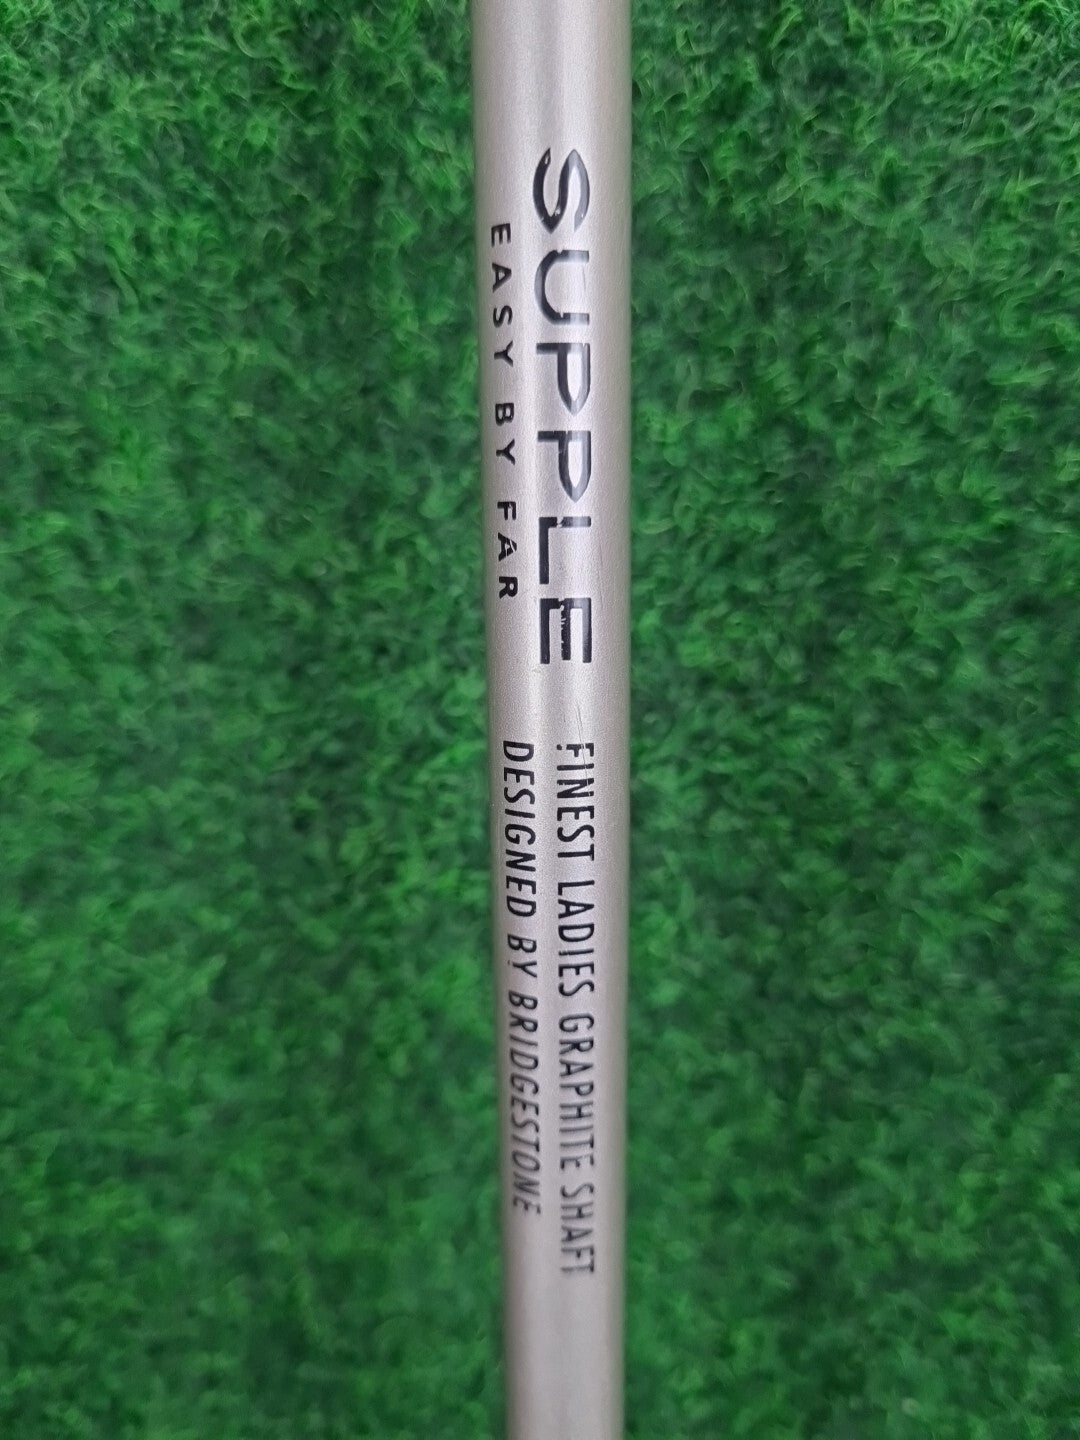 SUPPLE
EASY BY FAR
FINEST LADIES GRAPHITE SHAFT
DESIGNED BY BRIDGESTONE